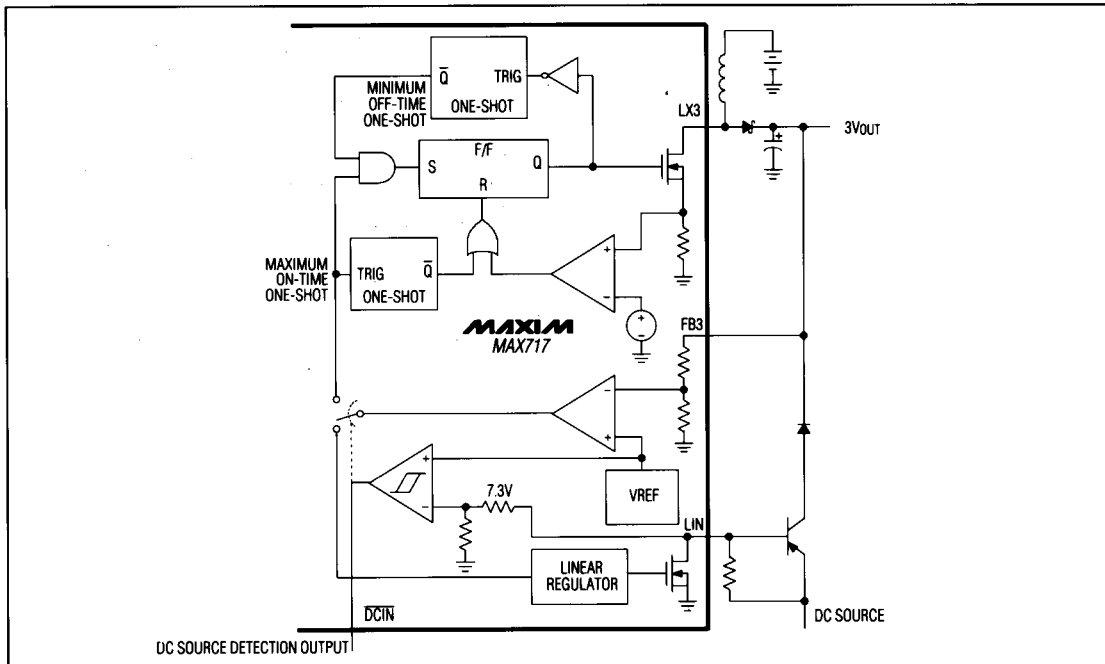 Q̅
TRIG
ONE-SHOT
MINIMUM
OFF-TIME
ONE-SHOT
LX3
3VOUT
+
F/F
S
Q
R
MAXIMUM
ON-TIME
ONE-SHOT
TRIG
Q̅
ONE-SHOT
+
−
+
−
MAXIM
MAX717
FB3
−
+
+
−
7.3V
VREF
LIN
LINEAR
REGULATOR
D̅C̅I̅N̅
DC SOURCE
DC SOURCE DETECTION OUTPUT